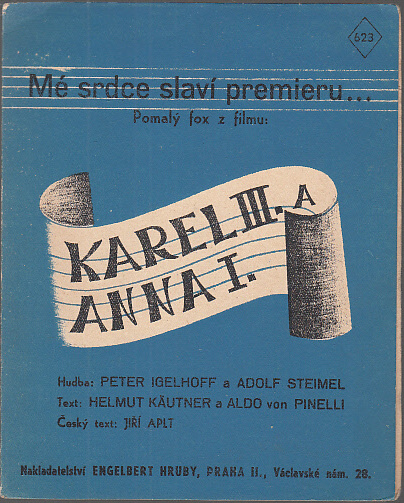 623
Mé srdce slaví premieru...
Pomalý fox z filmu:
KAREL III. A
ANNA I.
Hudba: PETER IGELHOFF a ADOLF STEIMEL
Text: HELMUT KÄUTNER a ALDO von PINELLI
Český text: JIŘÍ APLT
Nakladatelství ENGELBERT HRUBY, PRAHA II., Václavské nám. 28.